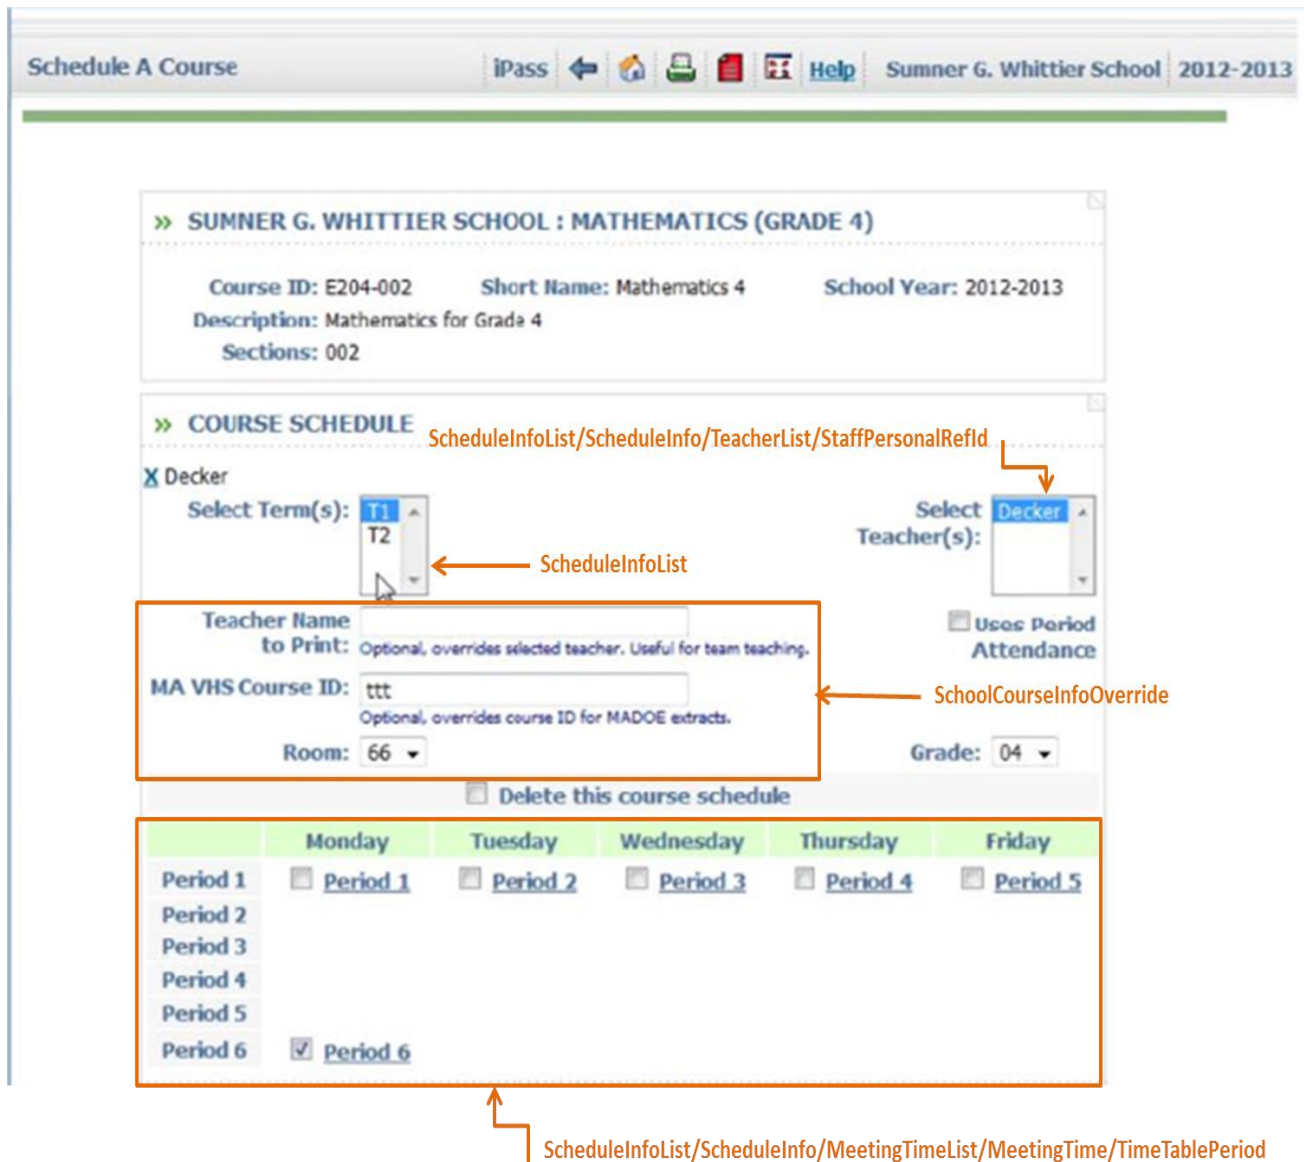 Schedule A Course iPass Help Sumner G. Whittier School 2012-2013
» SUMNER G. WHITTIER SCHOOL : MATHEMATICS (GRADE 4)
Course ID: E204-002 Short Name: Mathematics 4 School Year: 2012-2013
Description: Mathematics for Grade 4
Sections: 002
» COURSE SCHEDULE
ScheduleInfoList/ScheduleInfo/TeacherList/StaffPersonalRefId
X Decker
Select Term(s): T1 Select Decker
T2 Teacher(s):
ScheduleInfoList
Teacher Name Uses Period
to Print: Optional, overrides selected teacher. Useful for team teaching. Attendance
MA VHS Course ID: ttt SchoolCourseInfoOverride
Optional, overrides course ID for MADOE extracts.
Room: 66 Grade: 04
Delete this course schedule
Monday Tuesday Wednesday Thursday Friday
Period 1 Period 1 Period 2 Period 3 Period 4 Period 5
Period 2
Period 3
Period 4
Period 5
Period 6 Period 6
ScheduleInfoList/ScheduleInfo/MeetingTimeList/MeetingTime/TimeTablePeriod